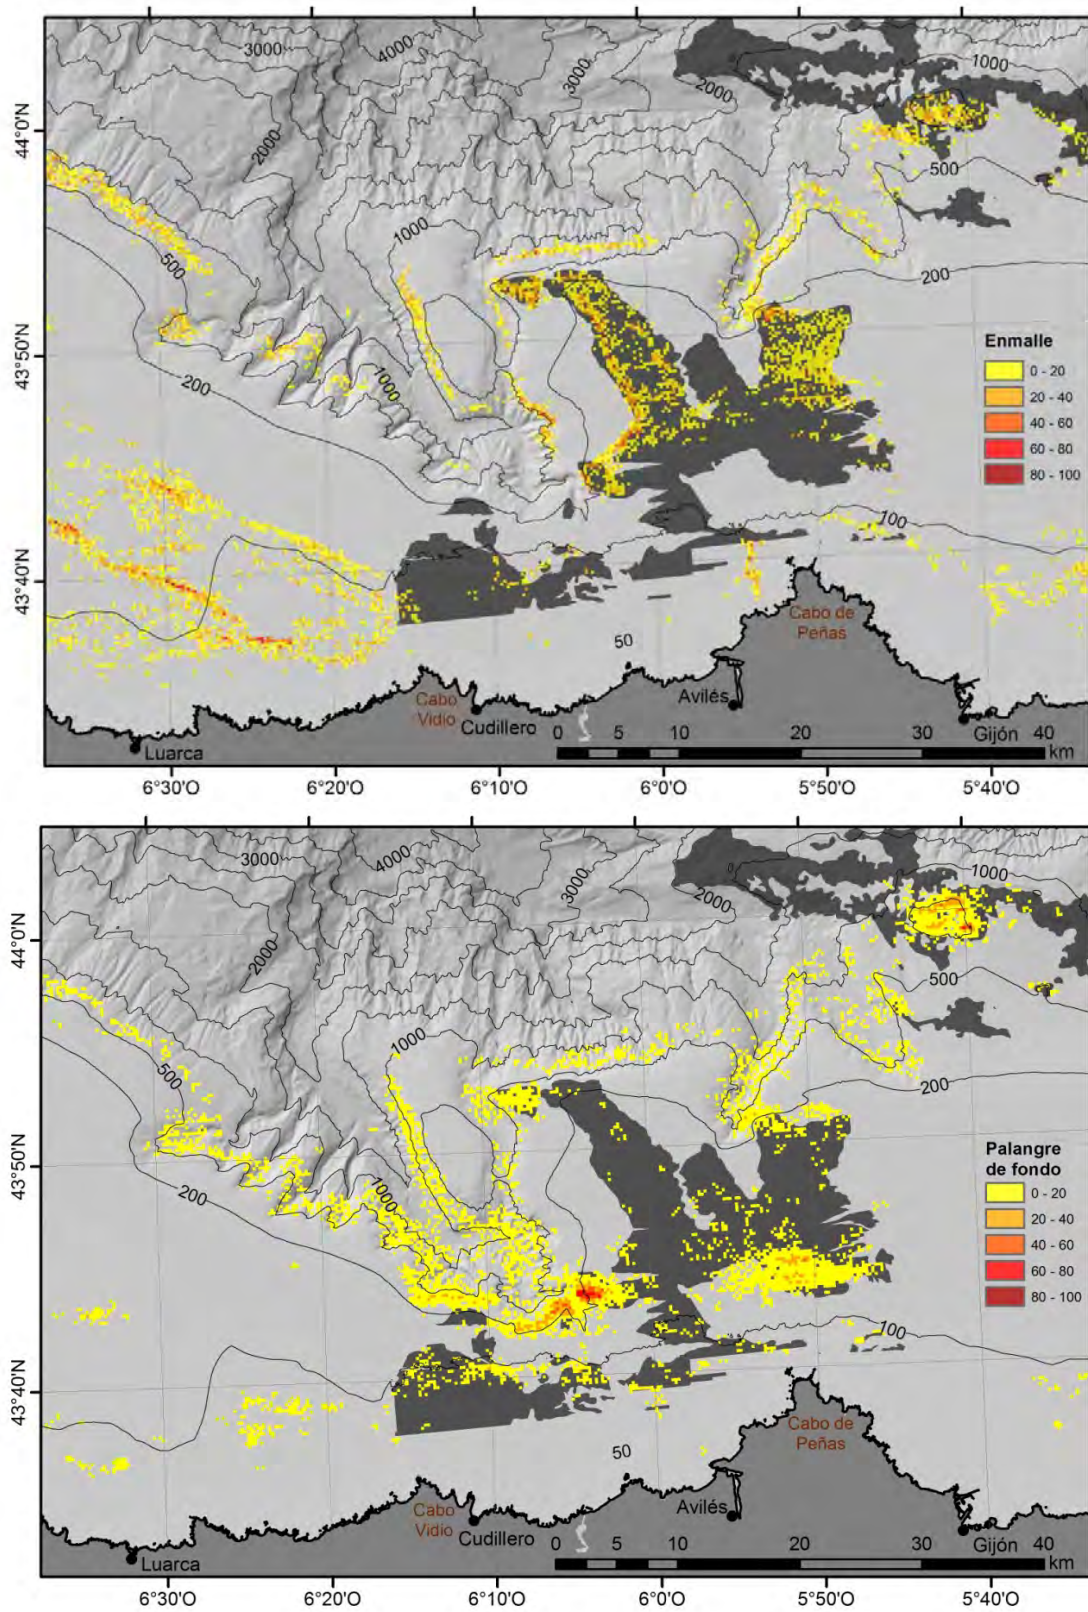 3000
4000
3000
2000
1000
44°0'N
2000
500
1000
500
200
43°50'N
200
1000
Enmalle
0 - 20
20 - 40
40 - 60
60 - 80
80 - 100
100
43°40'N
50
Cabo de
Peñas
Cabo
Vidio
Cudillero
Avilés
Gijón
Luarca
0 5 10 20 30 40
km
6°30'O 6°20'O 6°10'O 6°0'O 5°50'O 5°40'O
3000
4000
3000
2000
1000
44°0'N
2000
500
1000
500
200
43°50'N
200
1000
Palangre
de fondo
0 - 20
20 - 40
40 - 60
60 - 80
80 - 100
100
43°40'N
50
Cabo de
Peñas
Cabo
Vidio
Cudillero
Avilés
Gijón
Luarca
0 5 10 20 30 40
km
6°30'O 6°20'O 6°10'O 6°0'O 5°50'O 5°40'O